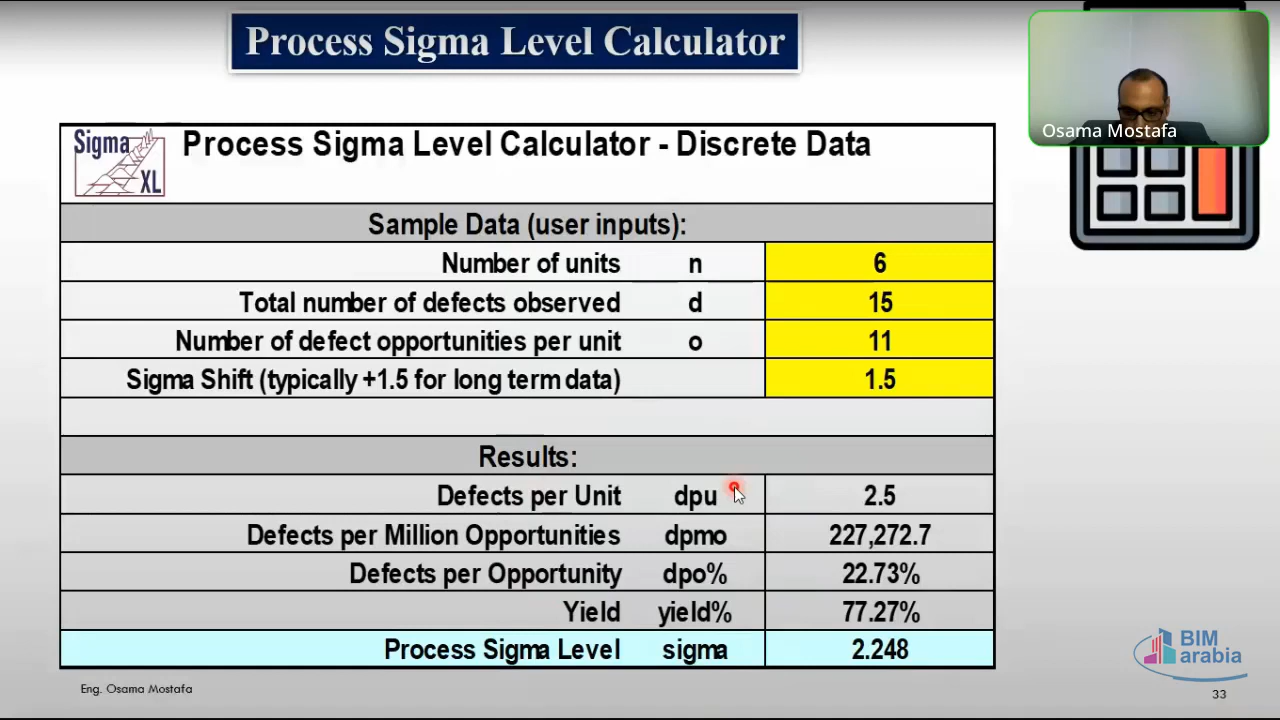 Process Sigma Level Calculator
Osama Mostafa
Sigma XL
Process Sigma Level Calculator - Discrete Data
Sample Data (user inputs):
Number of units n 6
Total number of defects observed d 15
Number of defect opportunities per unit o 11
Sigma Shift (typically +1.5 for long term data) 1.5
Results:
Defects per Unit dpu 2.5
Defects per Million Opportunities dpmo 227,272.7
Defects per Opportunity dpo% 22.73%
Yield yield% 77.27%
Process Sigma Level sigma 2.248
BIM
arabia
Eng. Osama Mostafa
33